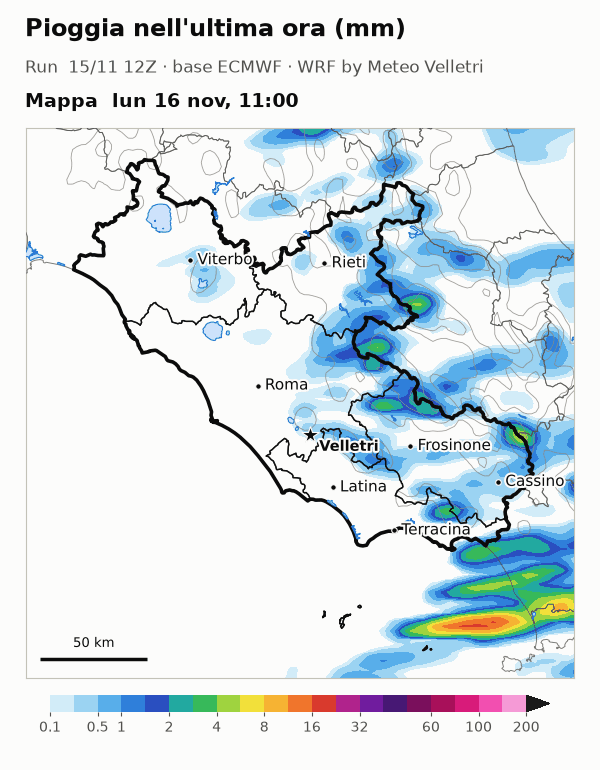 Pioggia nell'ultima ora (mm)
Run  15/11 12Z · base ECMWF · WRF by Meteo Velletri
Mappa  lun 16 nov, 11:00
Viterbo
Rieti
Roma
Velletri
Frosinone
Cassino
Latina
Terracina
50 km
0.1 0.5 1 2 4 8 16 32 60 100 200